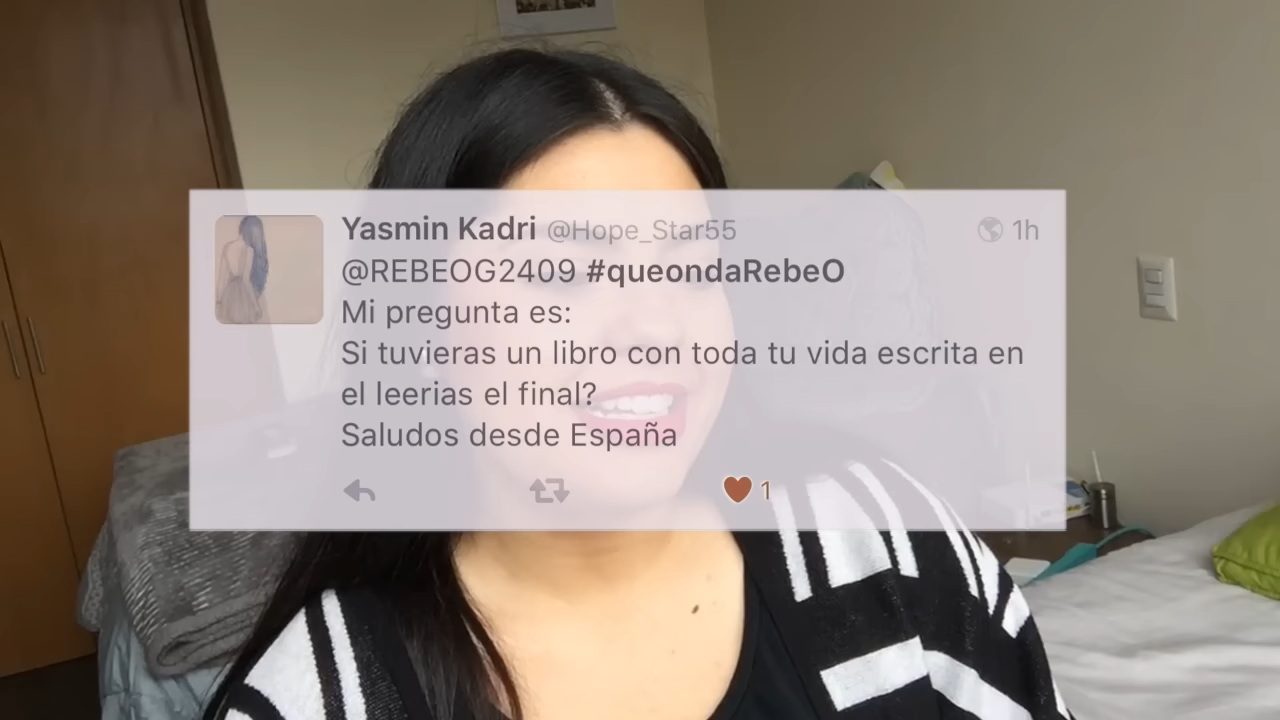 Yasmin Kadri @Hope_Star55 1h
@REBEOG2409 #queondaRebeO
Mi pregunta es:
Si tuvieras un libro con toda tu vida escrita en
el leerias el final?
Saludos desde España
1